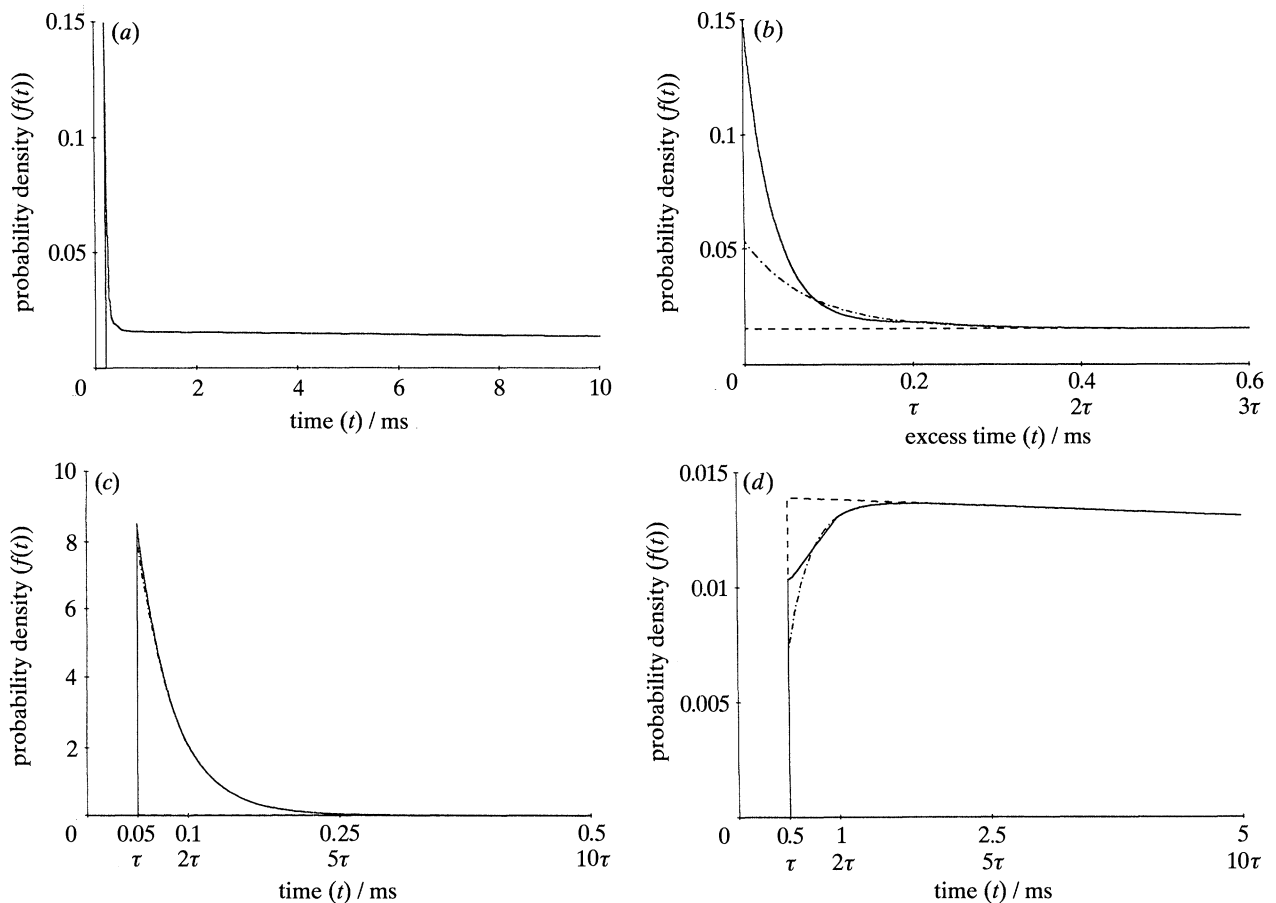 (a)
0.15
0.1
0.05
0 2 4 6 8 10
time (t) / ms
probability density (f(t))
(b)
0.15
0.1
0.05
0 0.2 0.4 0.6
τ 2τ 3τ
excess time (t) / ms
probability density (f(t))
(c)
10
8
6
4
2
0 0.05 0.1 0.25 0.5
τ 2τ 5τ 10τ
time (t) / ms
probability density (f(t))
(d)
0.015
0.01
0.005
0 0.5 1 2.5 5
τ 2τ 5τ 10τ
time (t) / ms
probability density (f(t))